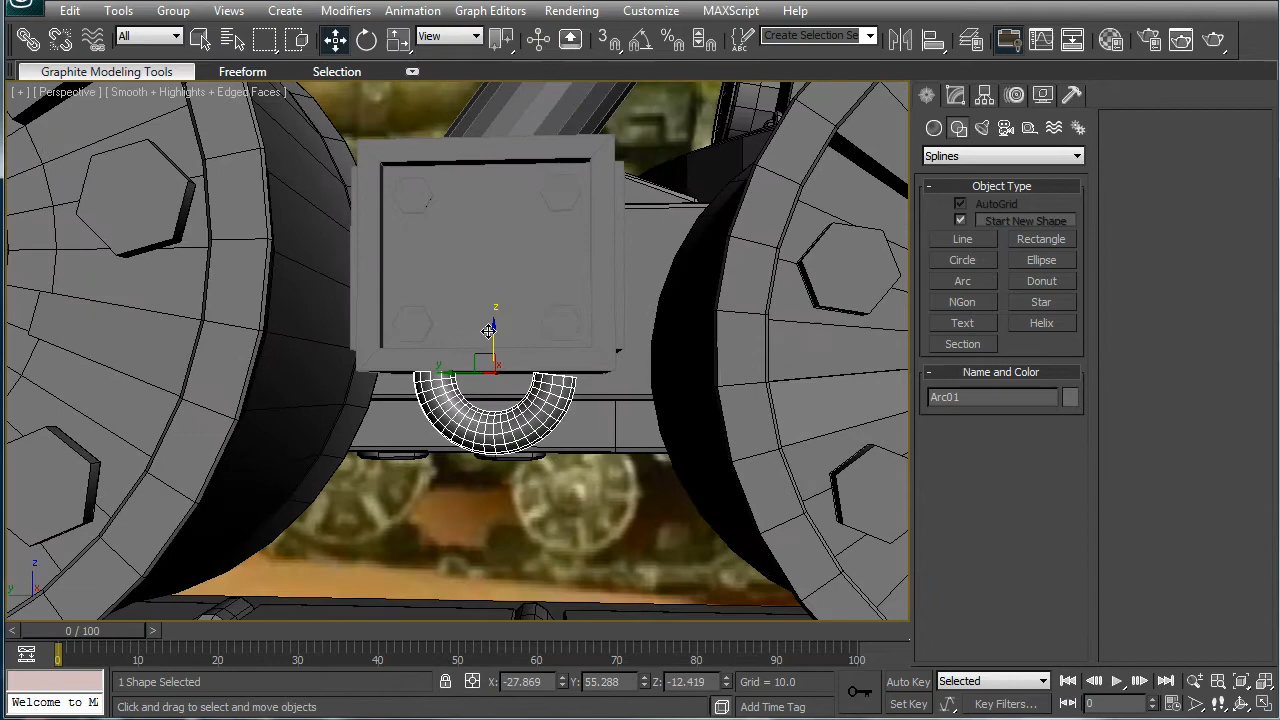 Edit Tools Group Views Create Modifiers Animation Graph Editors Rendering Customize MAXScript Help
All View 3 Create Selection Se
Graphite Modeling Tools Freeform Selection
[ + ] [ Perspective ] [ Smooth + Highlights + Edged Faces ]
Splines
- Object Type
AutoGrid
Start New Shape
Line Rectangle
Circle Ellipse
Arc Donut
NGon Star
Text Helix
Section
- Name and Color
Arc01
z
y x
z
y x
< 0 / 100 >
0 10 20 30 40 50 60 70 80 90 100
1 Shape Selected X: -27.869 Y: 55.288 Z: -12.419 Grid = 10.0 Auto Key Selected
Welcome to M Click and drag to select and move objects Add Time Tag Set Key Key Filters... 0